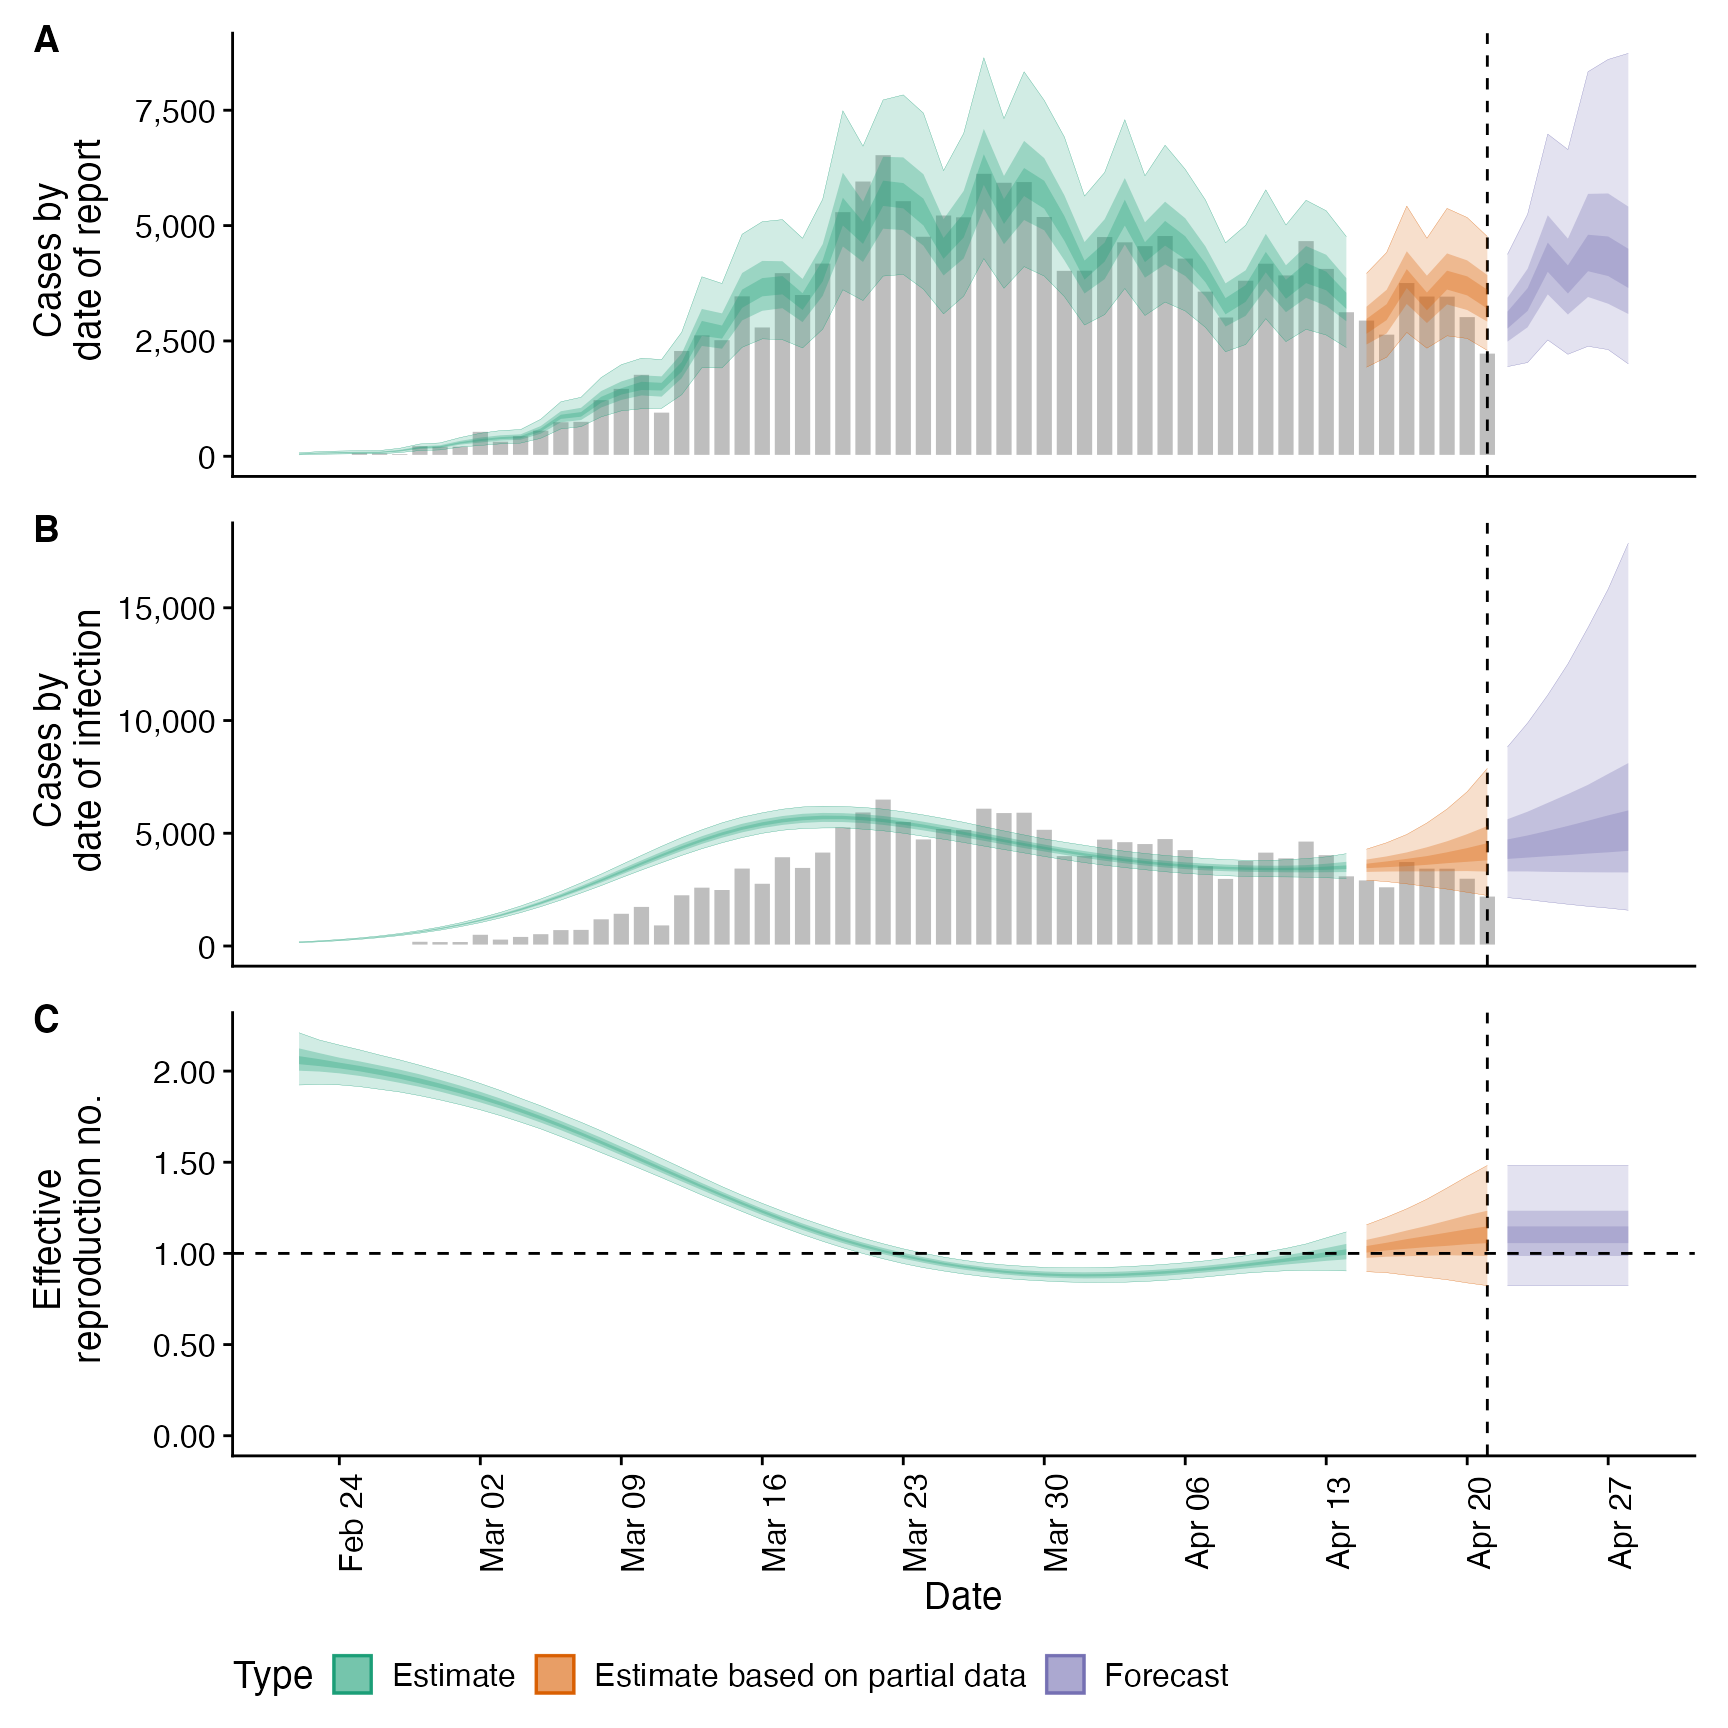 A
Cases by
date of report
7,500
5,000
2,500
0
B
Cases by
date of infection
15,000
10,000
5,000
0
C
Effective
reproduction no.
2.00
1.50
1.00
0.50
0.00
Feb 24
Mar 02
Mar 09
Mar 16
Mar 23
Mar 30
Apr 06
Apr 13
Apr 20
Apr 27
Date
Type Estimate Estimate based on partial data Forecast